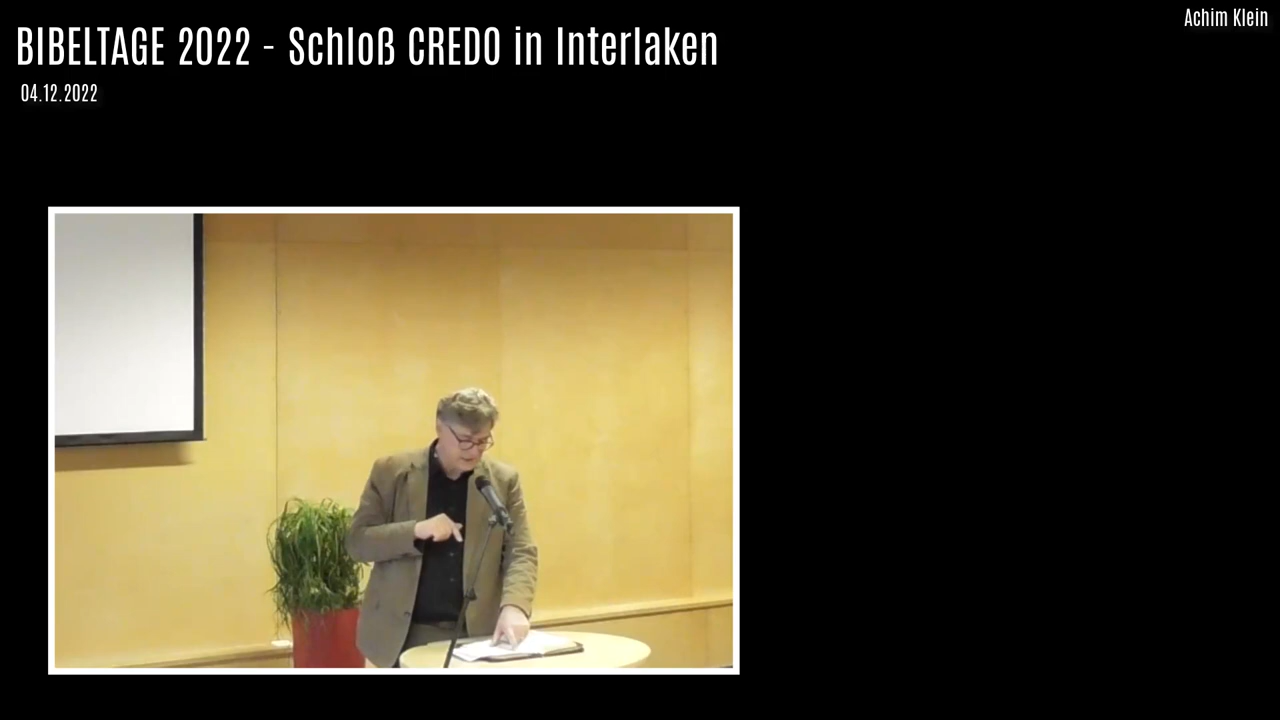 Achim Klein
BIBELTAGE 2022 - Schloß CREDO in Interlaken
04.12.2022